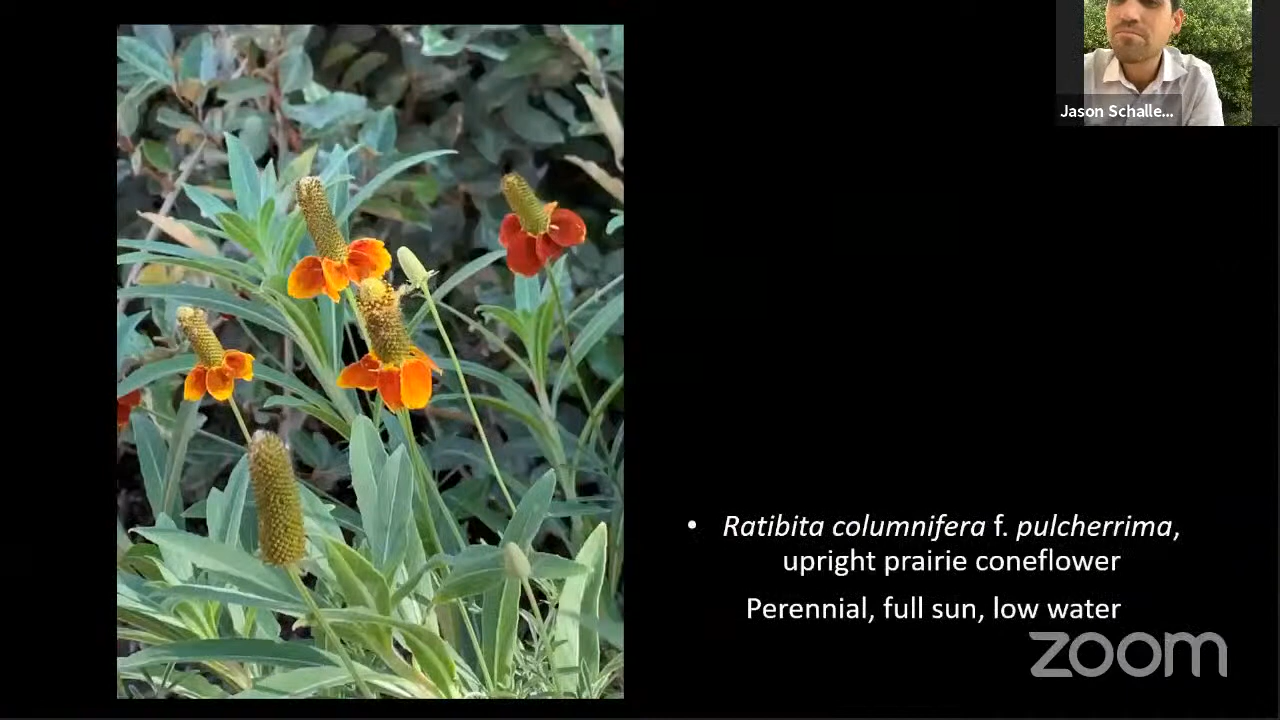 Jason Schalle...
• Ratibita columnifera f. pulcherrima,
upright prairie coneflower
Perennial, full sun, low water
zoom